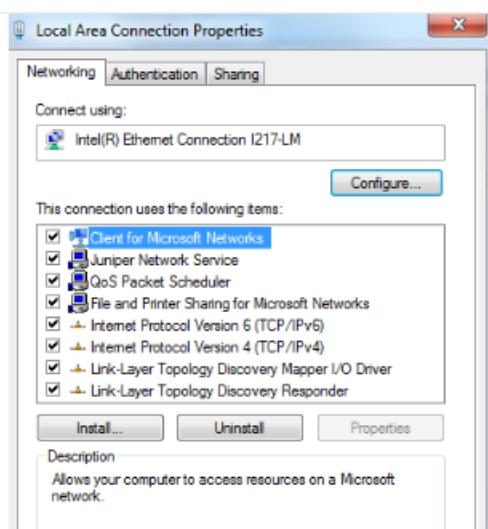 Local Area Connection Properties
X
Networking Authentication Sharing
Connect using:
Intel(R) Ethernet Connection I217-LM
Configure...
This connection uses the following items:
Client for Microsoft Networks
Juniper Network Service
QoS Packet Scheduler
File and Printer Sharing for Microsoft Networks
Internet Protocol Version 6 (TCP/IPv6)
Internet Protocol Version 4 (TCP/IPv4)
Link-Layer Topology Discovery Mapper I/O Driver
Link-Layer Topology Discovery Responder
Install... Uninstall Properties
Description
Allows your computer to access resources on a Microsoft
network.